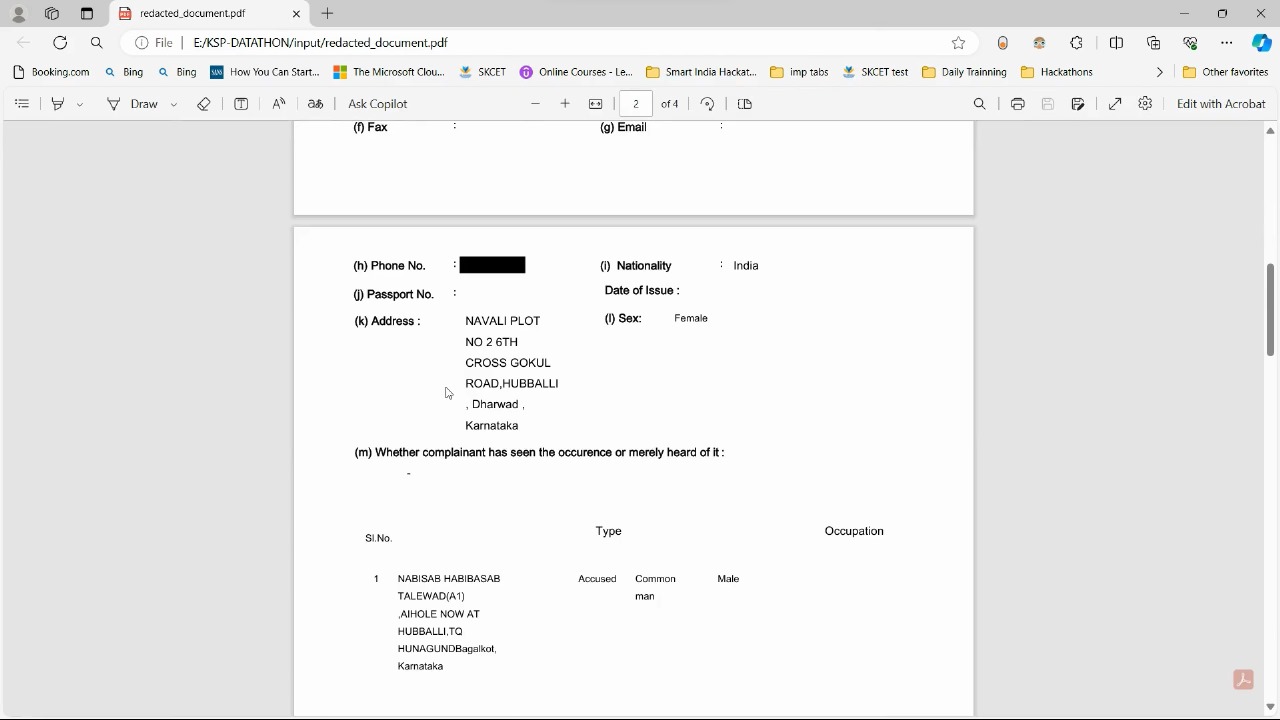 redacted_document.pdf
File E:/KSP-DATATHON/input/redacted_document.pdf
Booking.com Bing Bing How You Can Start... The Microsoft Clou... SKCET Online Courses - Le... Smart India Hackat... imp tabs SKCET test Daily Trainning Hackathons Other favorites
Draw Ask Copilot 2 of 4 Edit with Acrobat
(f) Fax : (g) Email :
(h) Phone No. : (i) Nationality : India
(j) Passport No. : Date of Issue :
(k) Address : NAVALI PLOT (l) Sex: Female
NO 2 6TH
CROSS GOKUL
ROAD,HUBBALLI
, Dharwad ,
Karnataka
(m) Whether complainant has seen the occurence or merely heard of it :
-
Sl.No. Type Occupation
1 NABISAB HABIBASAB Accused Common Male
TALEWAD(A1) man
,AIHOLE NOW AT
HUBBALLI,TQ
HUNAGUNDBagalkot,
Karnataka